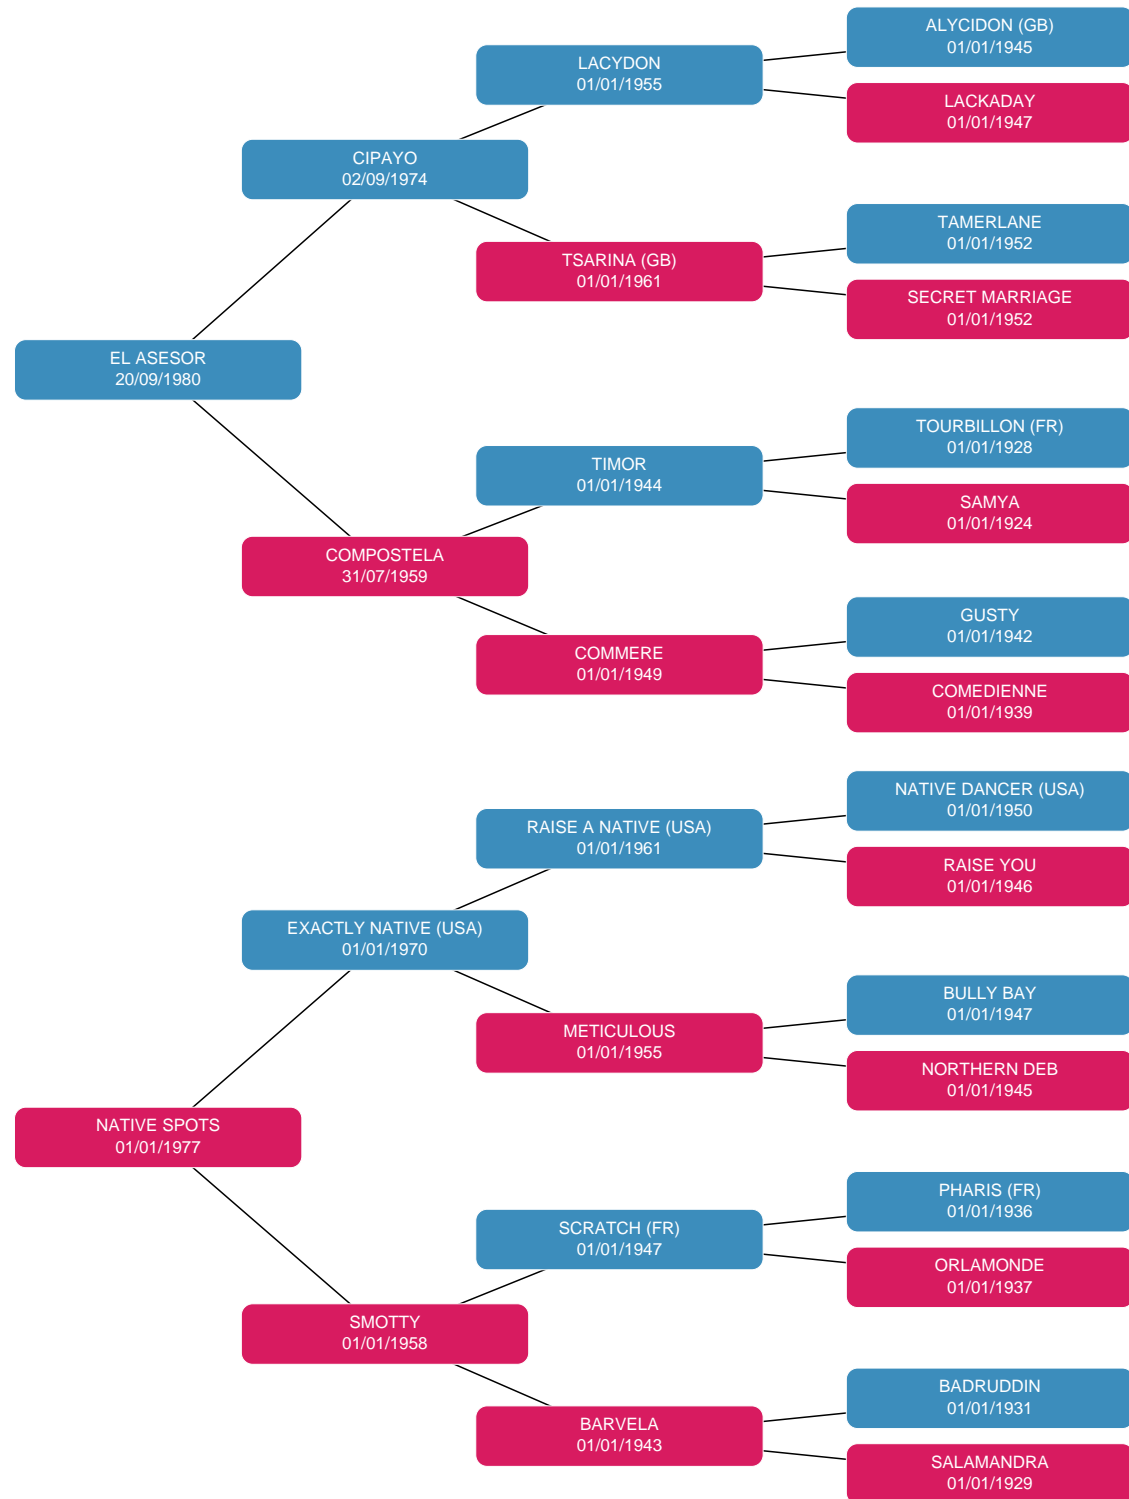 ALYCIDON (GB)
01/01/1945
LACYDON
01/01/1955
LACKADAY
01/01/1947
CIPAYO
02/09/1974
TAMERLANE
01/01/1952
TSARINA (GB)
01/01/1961
SECRET MARRIAGE
01/01/1952
EL ASESOR
20/09/1980
TOURBILLON (FR)
01/01/1928
TIMOR
01/01/1944
SAMYA
01/01/1924
COMPOSTELA
31/07/1959
GUSTY
01/01/1942
COMMERE
01/01/1949
COMEDIENNE
01/01/1939
NATIVE DANCER (USA)
01/01/1950
RAISE A NATIVE (USA)
01/01/1961
RAISE YOU
01/01/1946
EXACTLY NATIVE (USA)
01/01/1970
BULLY BAY
01/01/1947
METICULOUS
01/01/1955
NORTHERN DEB
01/01/1945
NATIVE SPOTS
01/01/1977
PHARIS (FR)
01/01/1936
SCRATCH (FR)
01/01/1947
ORLAMONDE
01/01/1937
SMOTTY
01/01/1958
BADRUDDIN
01/01/1931
BARVELA
01/01/1943
SALAMANDRA
01/01/1929